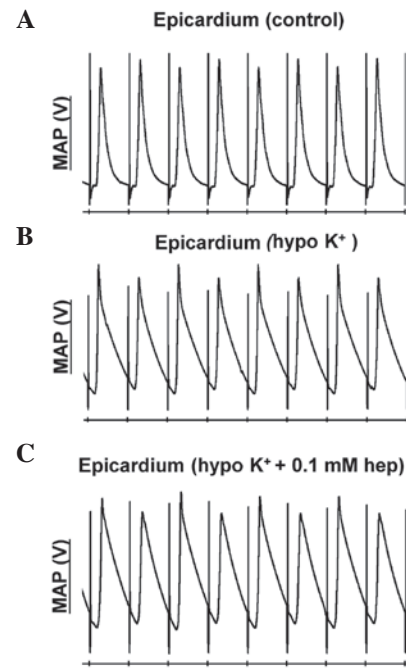 A
Epicardium (control)
MAP (V)
B
Epicardium (hypo K⁺ )
MAP (V)
C
Epicardium (hypo K⁺ + 0.1 mM hep)
MAP (V)